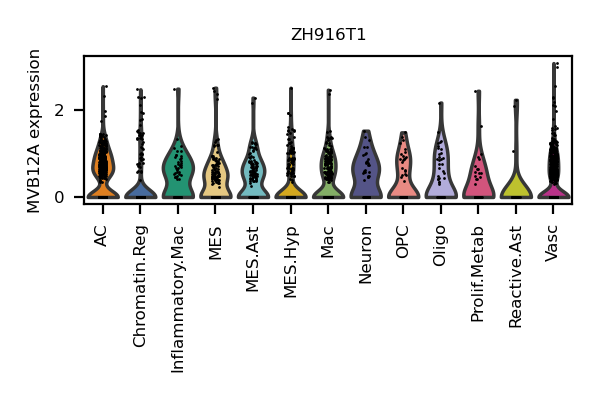 ZH916T1
MVB12A expression
2
0
AC
Chromatin.Reg
Inflammatory.Mac
MES
MES.Ast
MES.Hyp
Mac
Neuron
OPC
Oligo
Prolif.Metab
Reactive.Ast
Vasc